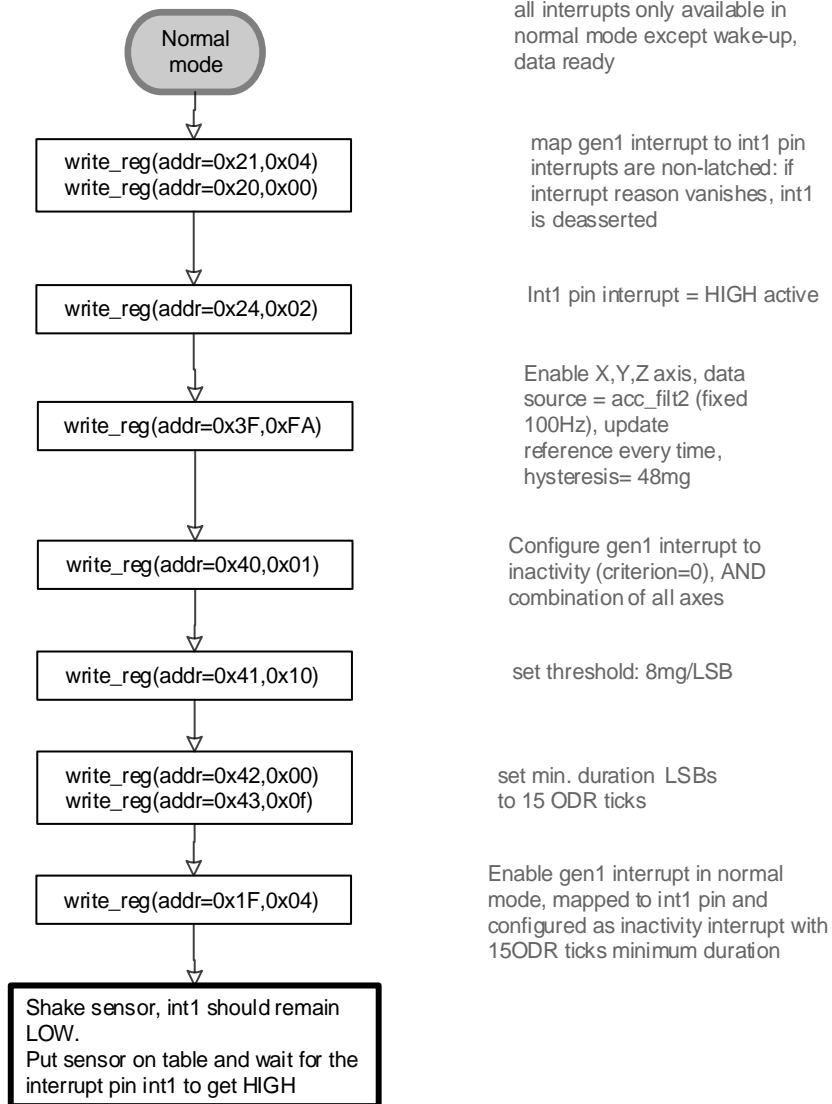 all interrupts only available in
normal mode except wake-up,
data ready
Normal
mode
write_reg(addr=0x21,0x04)
write_reg(addr=0x20,0x00)
map gen1 interrupt to int1 pin
interrupts are non-latched: if
interrupt reason vanishes, int1
is deasserted
write_reg(addr=0x24,0x02)
Int1 pin interrupt = HIGH active
write_reg(addr=0x3F,0xFA)
Enable X,Y,Z axis, data
source = acc_filt2 (fixed
100Hz), update
reference every time,
hysteresis= 48mg
write_reg(addr=0x40,0x01)
Configure gen1 interrupt to
inactivity (criterion=0), AND
combination of all axes
write_reg(addr=0x41,0x10)
set threshold: 8mg/LSB
write_reg(addr=0x42,0x00)
write_reg(addr=0x43,0x0f)
set min. duration LSBs
to 15 ODR ticks
write_reg(addr=0x1F,0x04)
Enable gen1 interrupt in normal
mode, mapped to int1 pin and
configured as inactivity interrupt with
15ODR ticks minimum duration
Shake sensor, int1 should remain
LOW.
Put sensor on table and wait for the
interrupt pin int1 to get HIGH